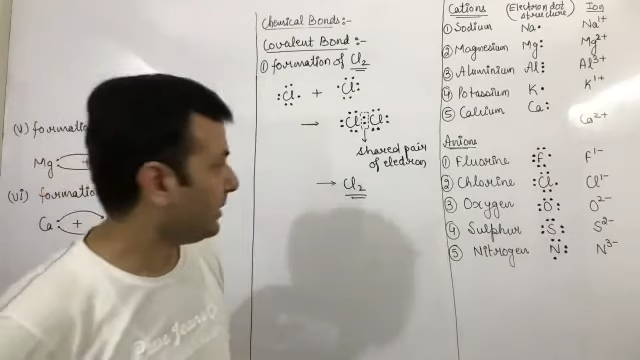 (V) formation
Mg: +
(Vi) formation
Ca: +
Chemical Bonds:-
Covalent Bond :-
① formation of Cl2
Cl + Cl
→ Cl Cl
shared pair
of electron
→ Cl2
Cations (Electron dot structure) Ion
① Sodium Na• Na1+
② Magnesium Mg: Mg2+
③ Aluminium Al⋮ Al3+
④ Potassium K• K1+
⑤ Calcium Ca: Ca2+
Anions
① Fluorine F F1-
② Chlorine Cl Cl1-
③ Oxygen O O2-
④ Sulphur S S2-
⑤ Nitrogen N N3-